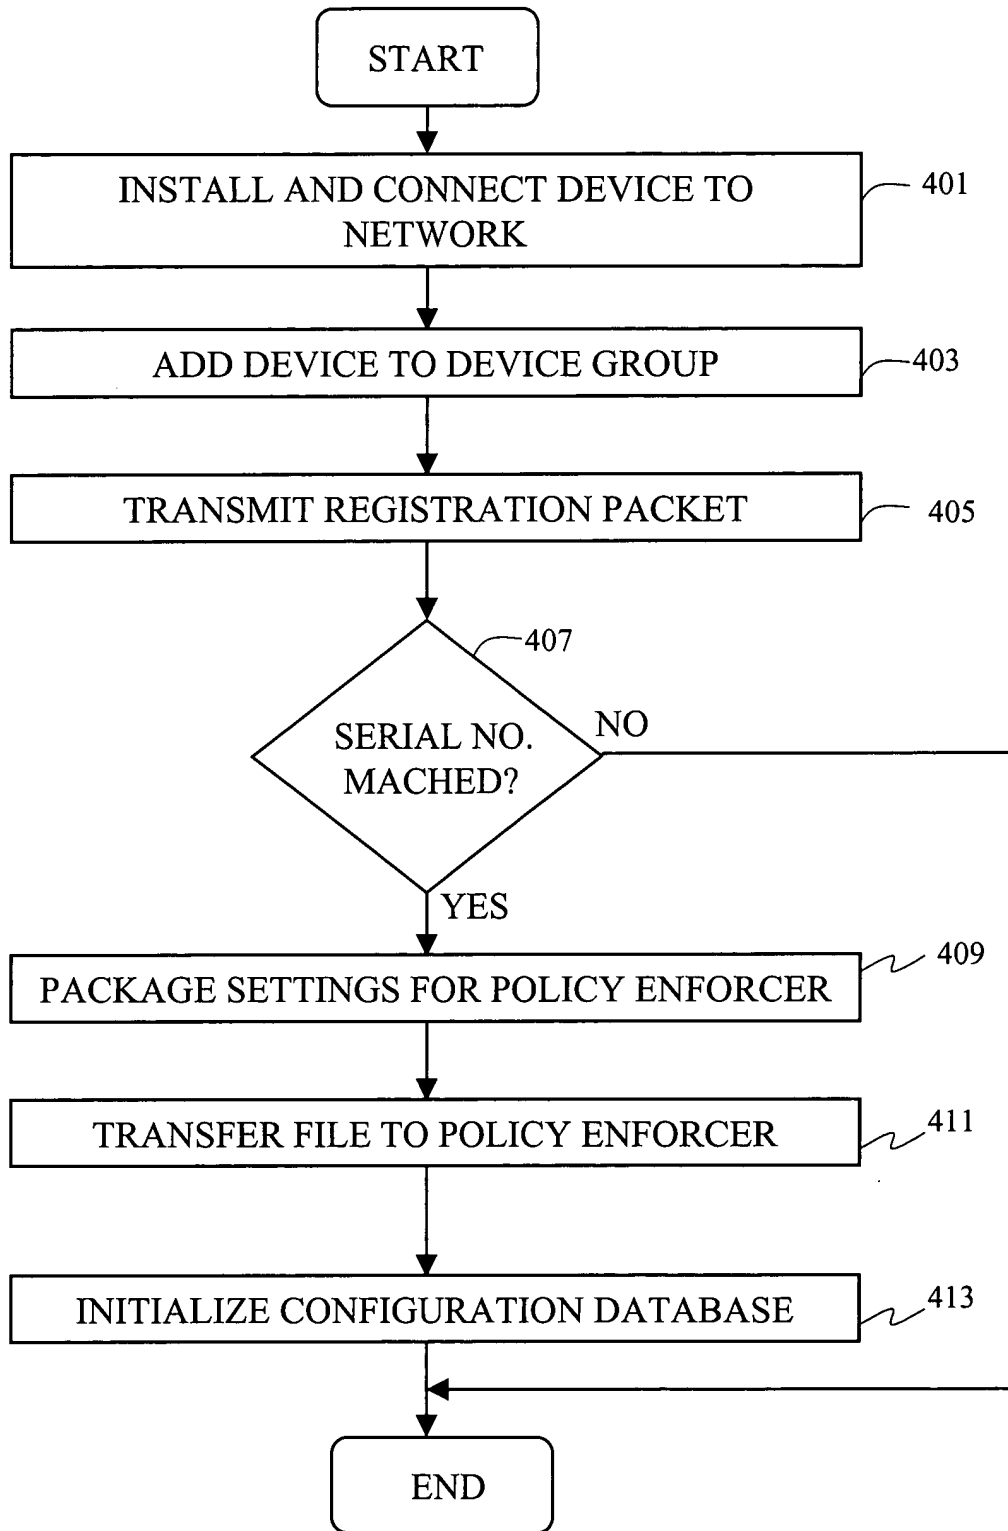 START
INSTALL AND CONNECT DEVICE TO
NETWORK
401
ADD DEVICE TO DEVICE GROUP
403
TRANSMIT REGISTRATION PACKET
405
407
SERIAL NO.
MACHED?
NO
YES
PACKAGE SETTINGS FOR POLICY ENFORCER
409
TRANSFER FILE TO POLICY ENFORCER
411
INITIALIZE CONFIGURATION DATABASE
413
END